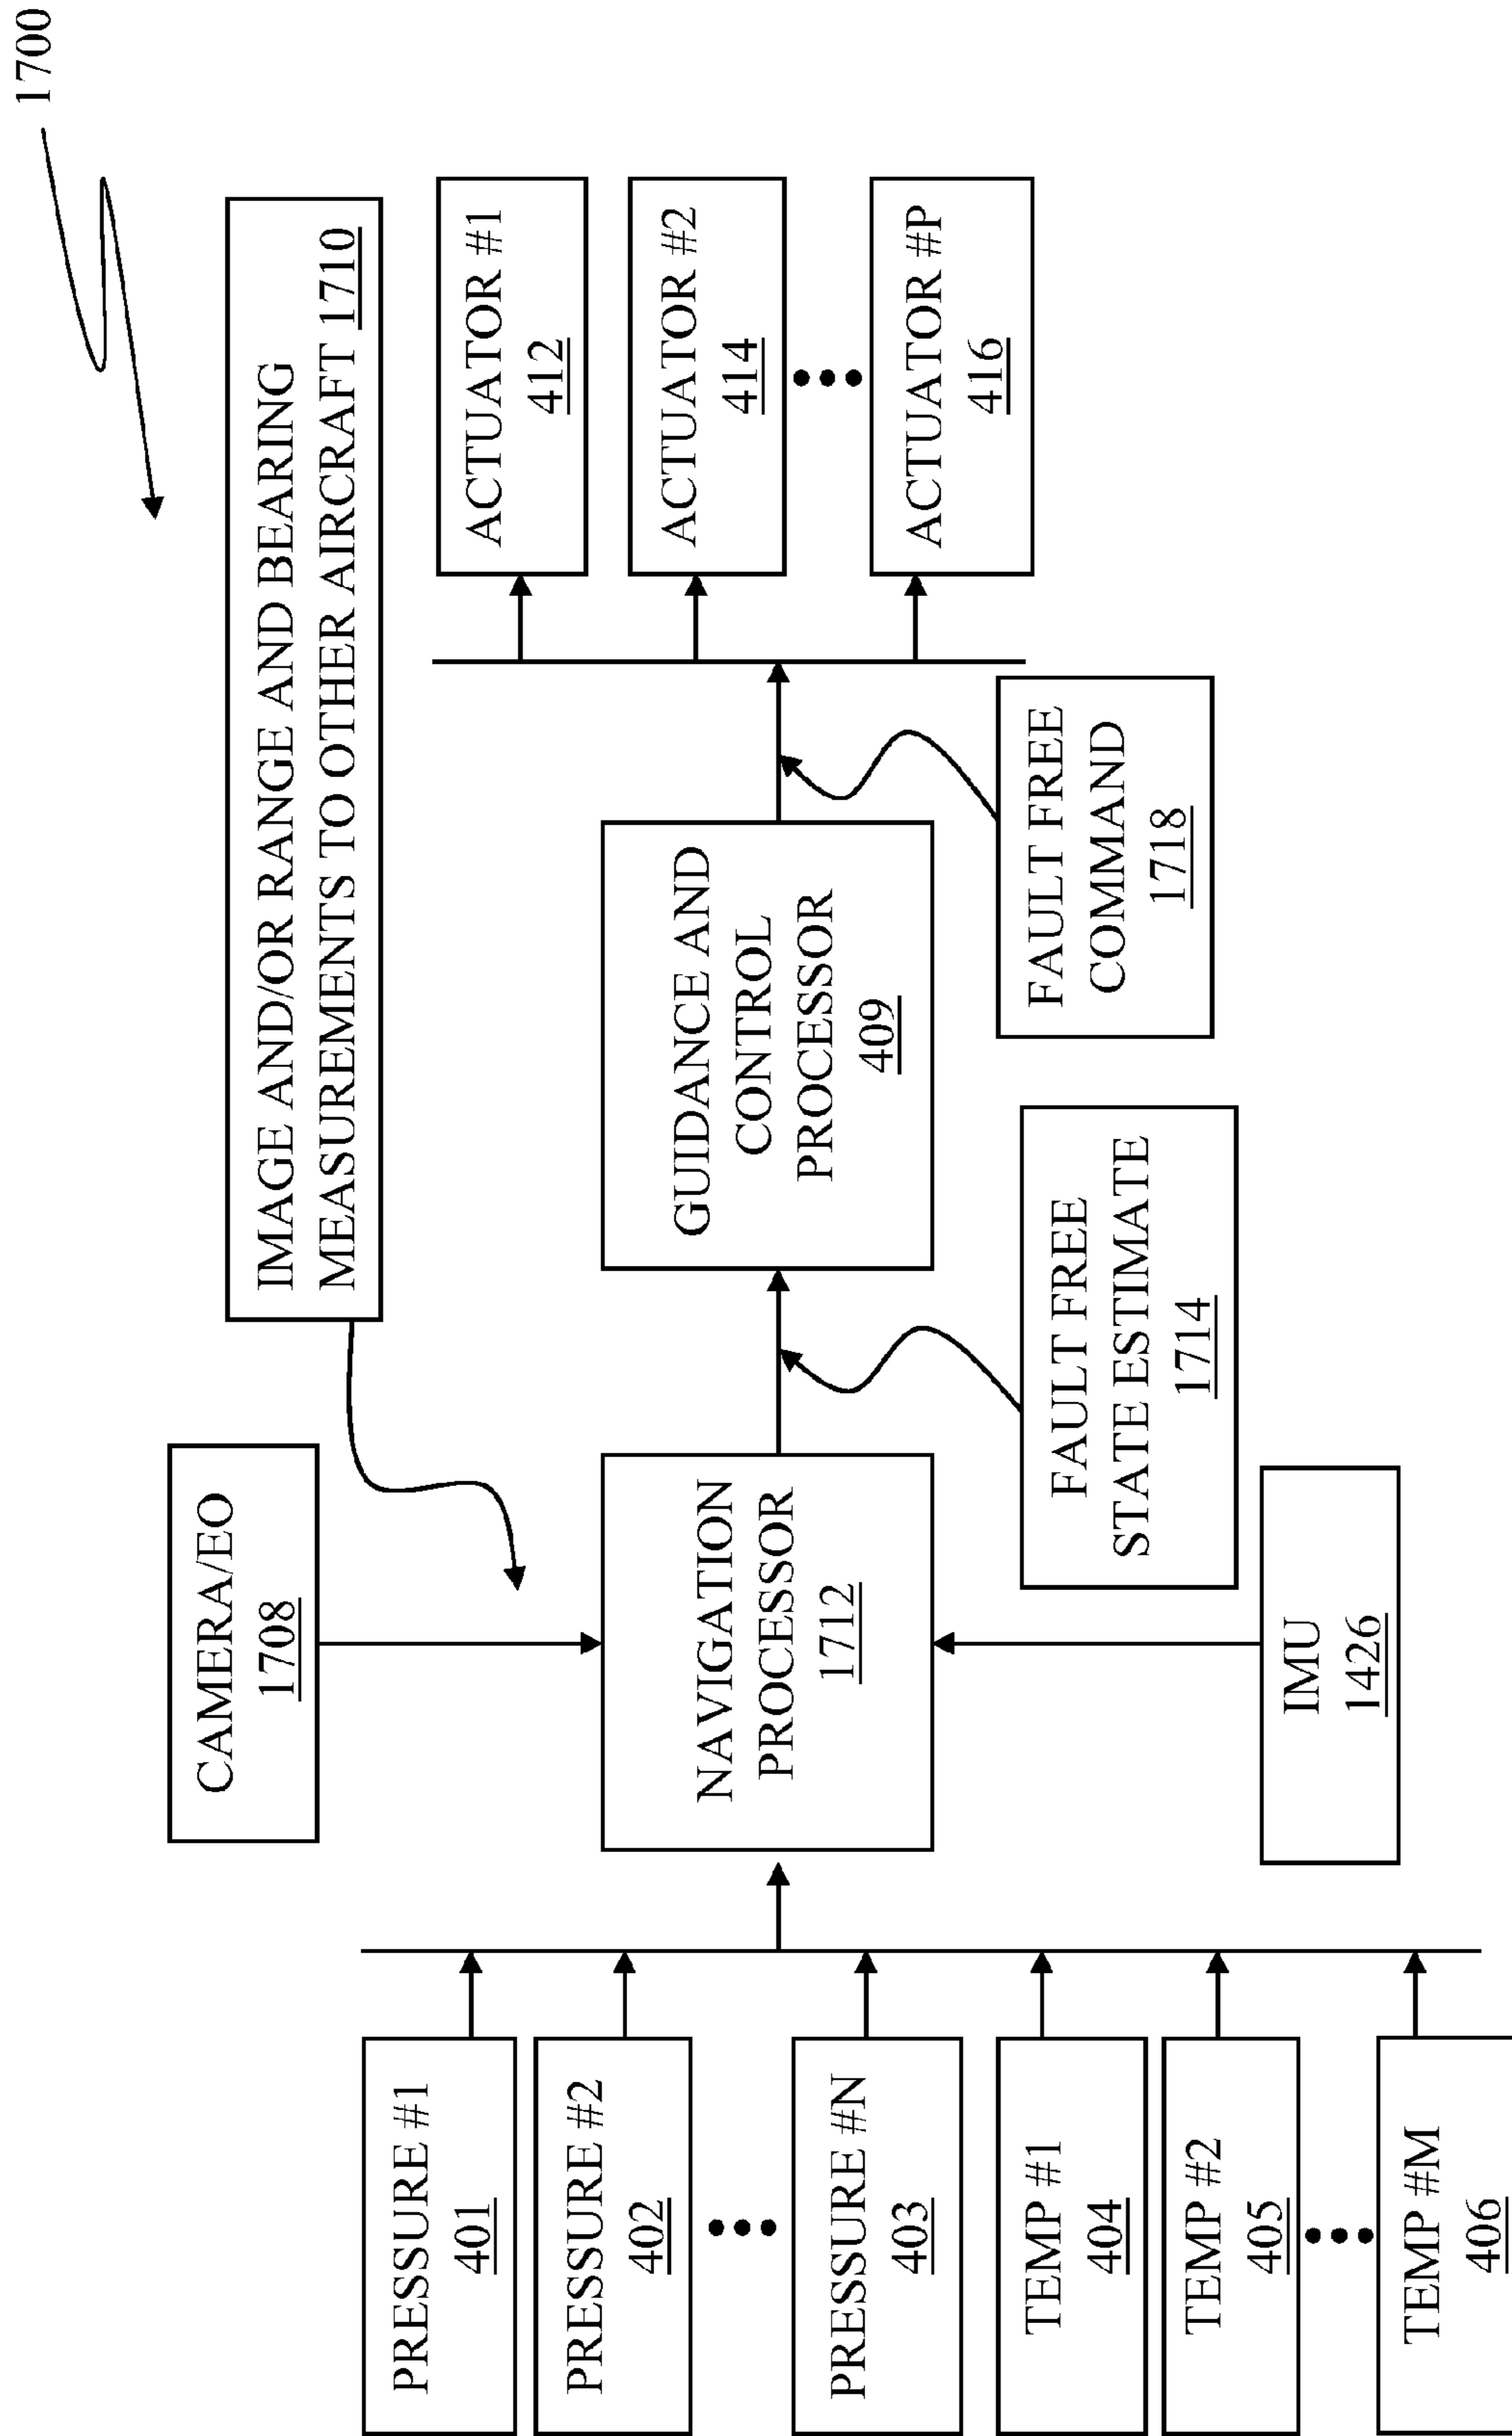 1700
IMAGE AND/OR RANGE AND BEARING
MEASUREMENTS TO OTHER AIRCRAFT 1710
CAMERA/EO
1708
PRESSURE #1
401
PRESSURE #2
402
PRESSURE #N
403
TEMP #1
404
TEMP #2
405
TEMP #M
406
NAVIGATION
PROCESSOR
1712
IMU
1426
FAULT FREE
STATE ESTIMATE
1714
GUIDANCE AND
CONTROL
PROCESSOR
409
FAULT FREE
COMMAND
1718
ACTUATOR #1
412
ACTUATOR #2
414
ACTUATOR #P
416